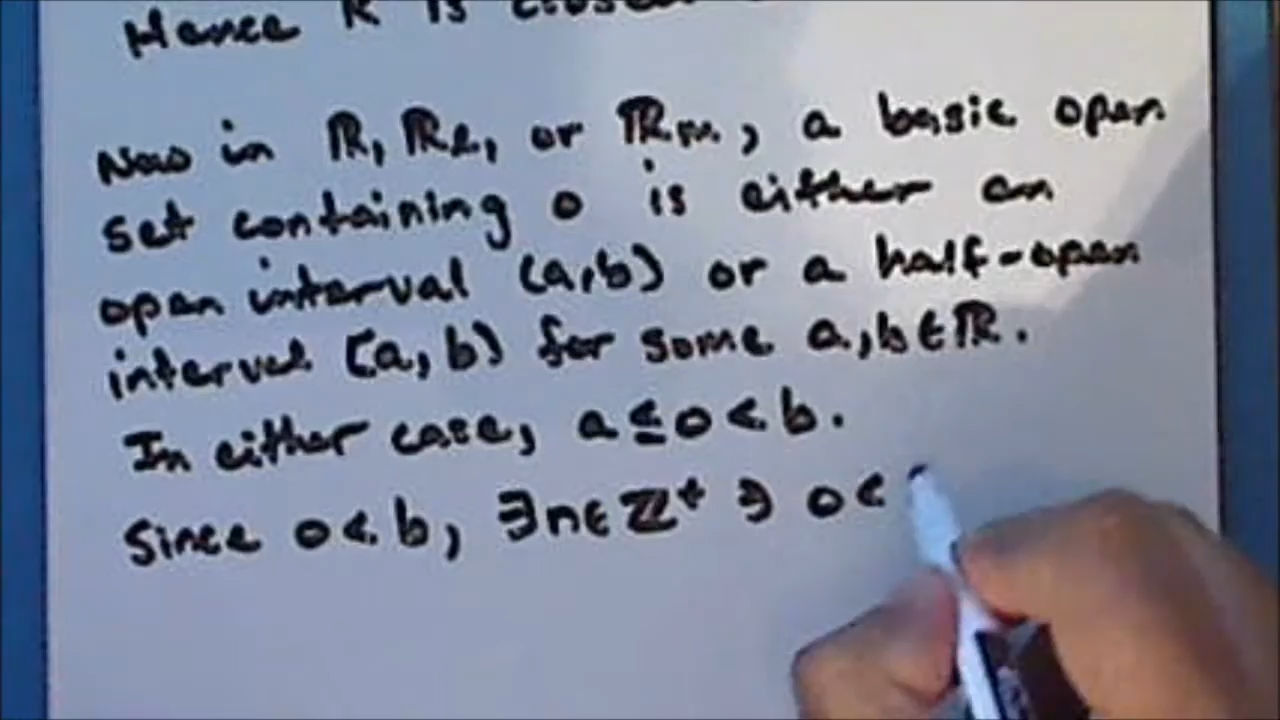 Hence K is closed
Now in ℝ, ℝℓ, or ℝₘ, a basic open
set containing 0 is either an
open interval (a,b) or a half-open
interval [a,b) for some a,b∈ℝ.
In either case, a≤0<b.
Since 0<b, ∃n∈ℤ⁺ ∋ 0<